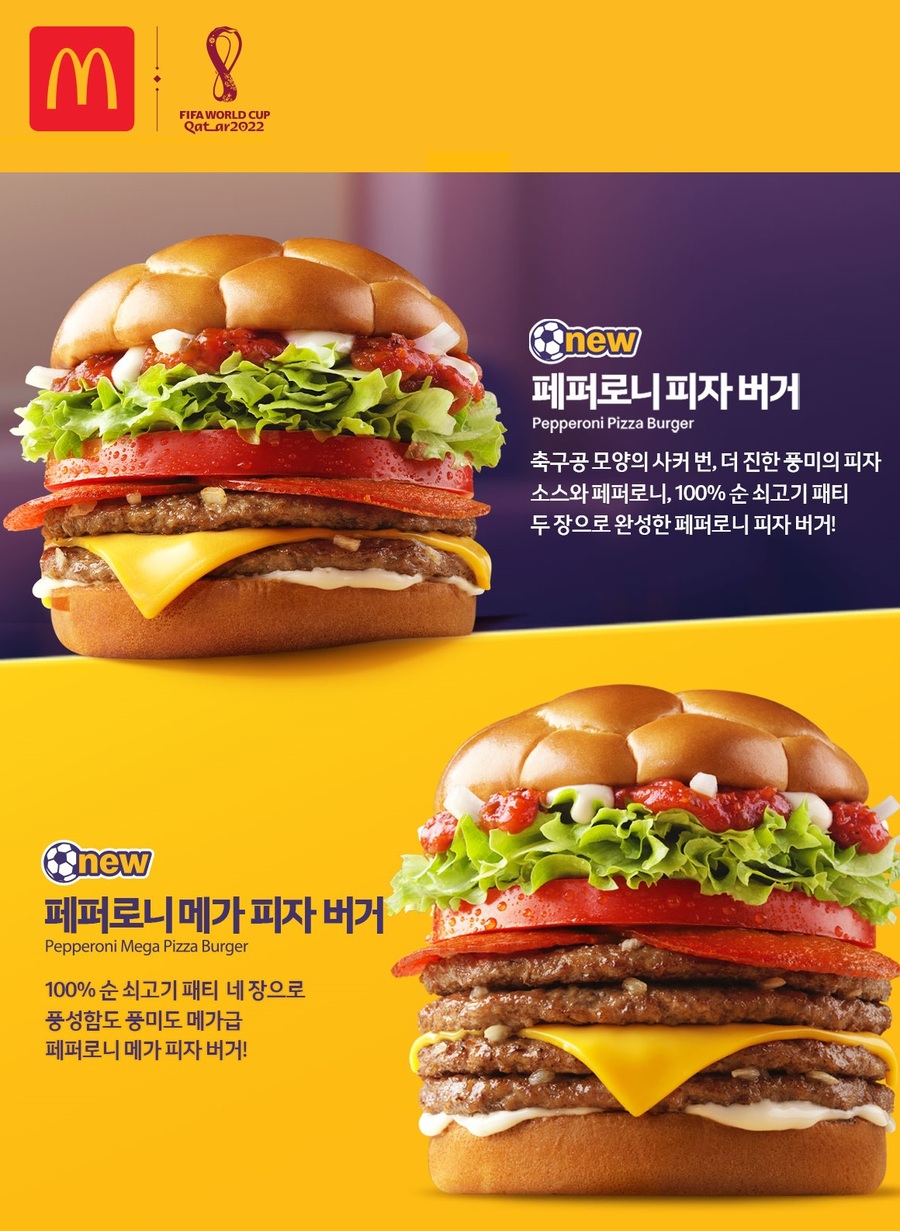 FIFA WORLD CUP
Qatar2022
new
페퍼로니 피자 버거
Pepperoni Pizza Burger
축구공 모양의 사커 번, 더 진한 풍미의 피자
소스와 페퍼로니, 100% 순 쇠고기 패티
두 장으로 완성한 페퍼로니 피자 버거!
new
페퍼로니 메가 피자 버거
Pepperoni Mega Pizza Burger
100% 순 쇠고기 패티 네 장으로
풍성함도 풍미도 메가급
페퍼로니 메가 피자 버거!